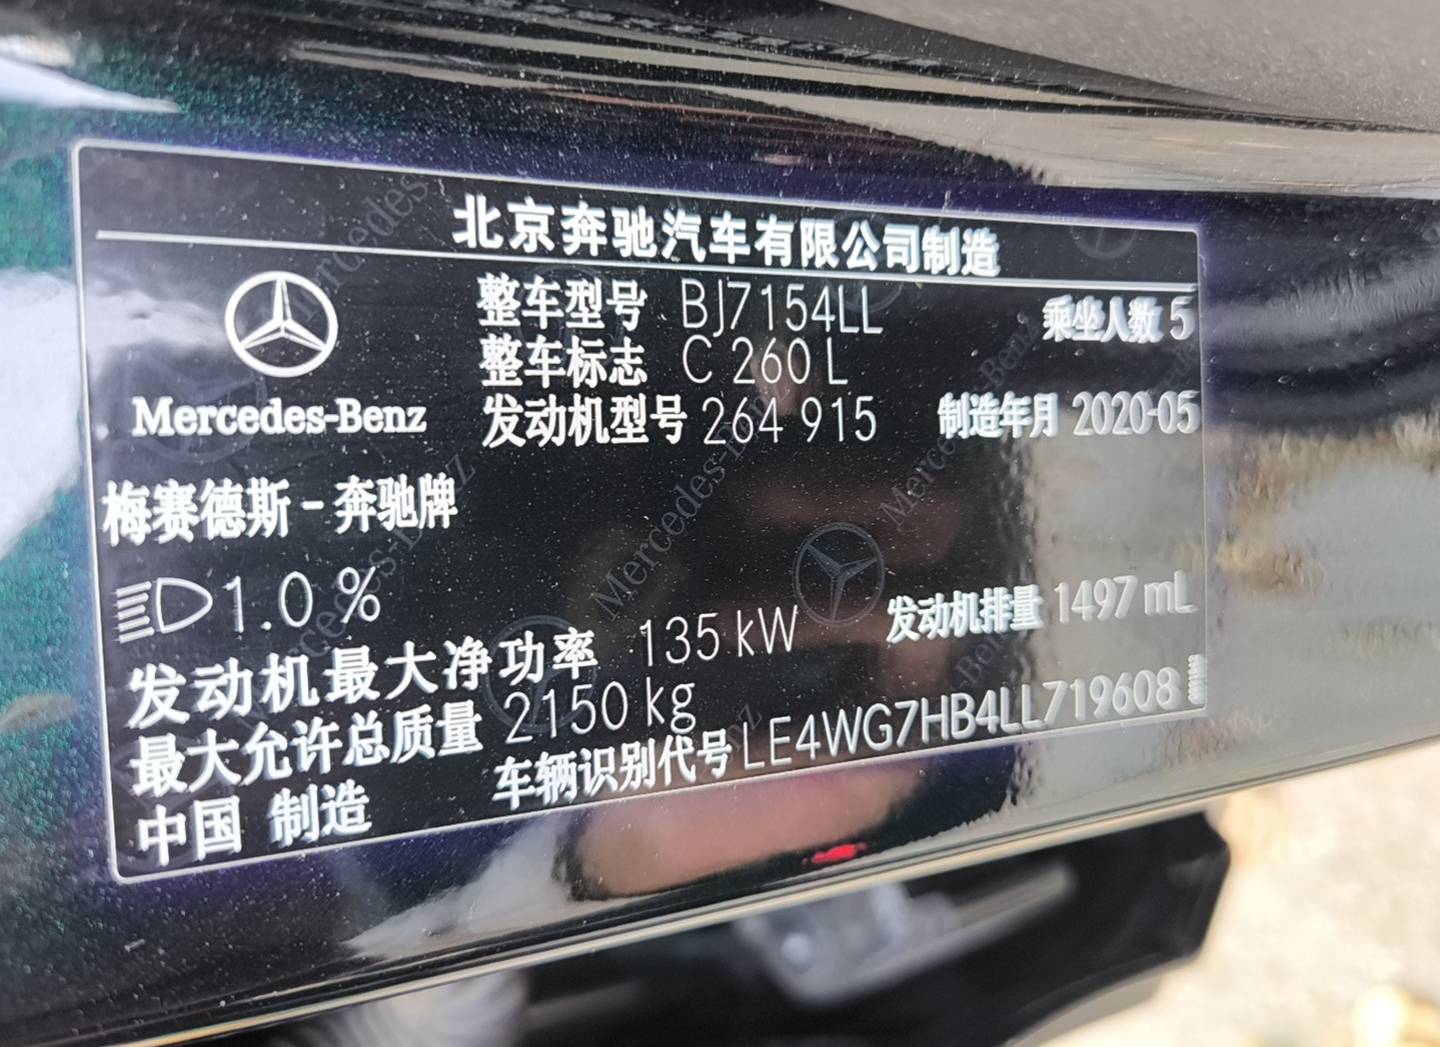 北京奔驰汽车有限公司制造
整车型号 BJ7154LL 乘坐人数 5
整车标志 C 260 L
Mercedes-Benz 发动机型号 264 915 制造年月 2020-05
梅赛德斯-奔驰牌
1.0 %
发动机最大净功率 135 kW 发动机排量 1497 mL
最大允许总质量 2150 kg
中国 制造 车辆识别代号 LE4WG7HB4LL719608